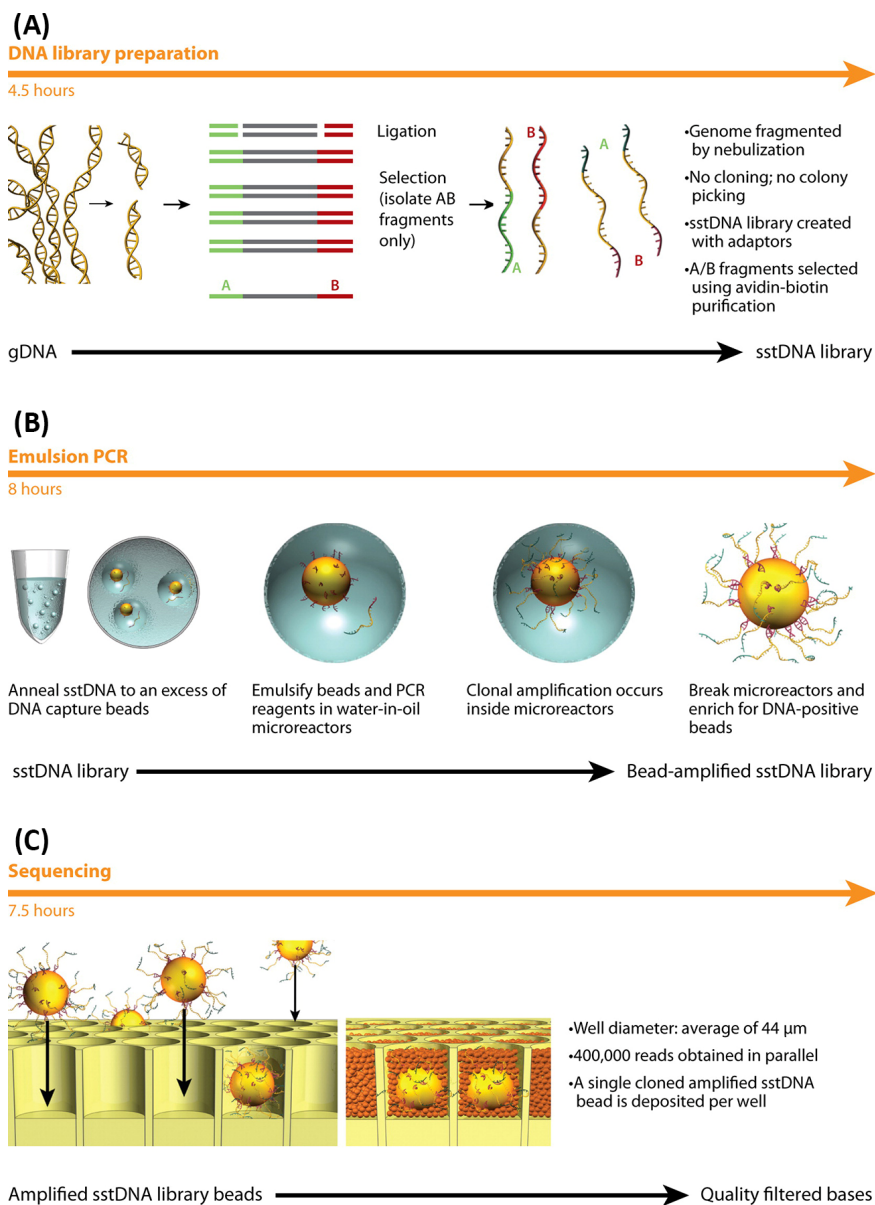 (A)
DNA library preparation
4.5 hours
Ligation
Selection
(isolate AB
fragments
only)
A
B
B
A
A
B
•Genome fragmented
by nebulization
•No cloning; no colony
picking
•sstDNA library created
with adaptors
•A/B fragments selected
using avidin-biotin
purification
gDNA
sstDNA library
(B)
Emulsion PCR
8 hours
Anneal sstDNA to an excess of
DNA capture beads
Emulsify beads and PCR
reagents in water-in-oil
microreactors
Clonal amplification occurs
inside microreactors
Break microreactors and
enrich for DNA-positive
beads
sstDNA library
Bead-amplified sstDNA library
(C)
Sequencing
7.5 hours
•Well diameter: average of 44 μm
•400,000 reads obtained in parallel
•A single cloned amplified sstDNA
bead is deposited per well
Amplified sstDNA library beads
Quality filtered bases